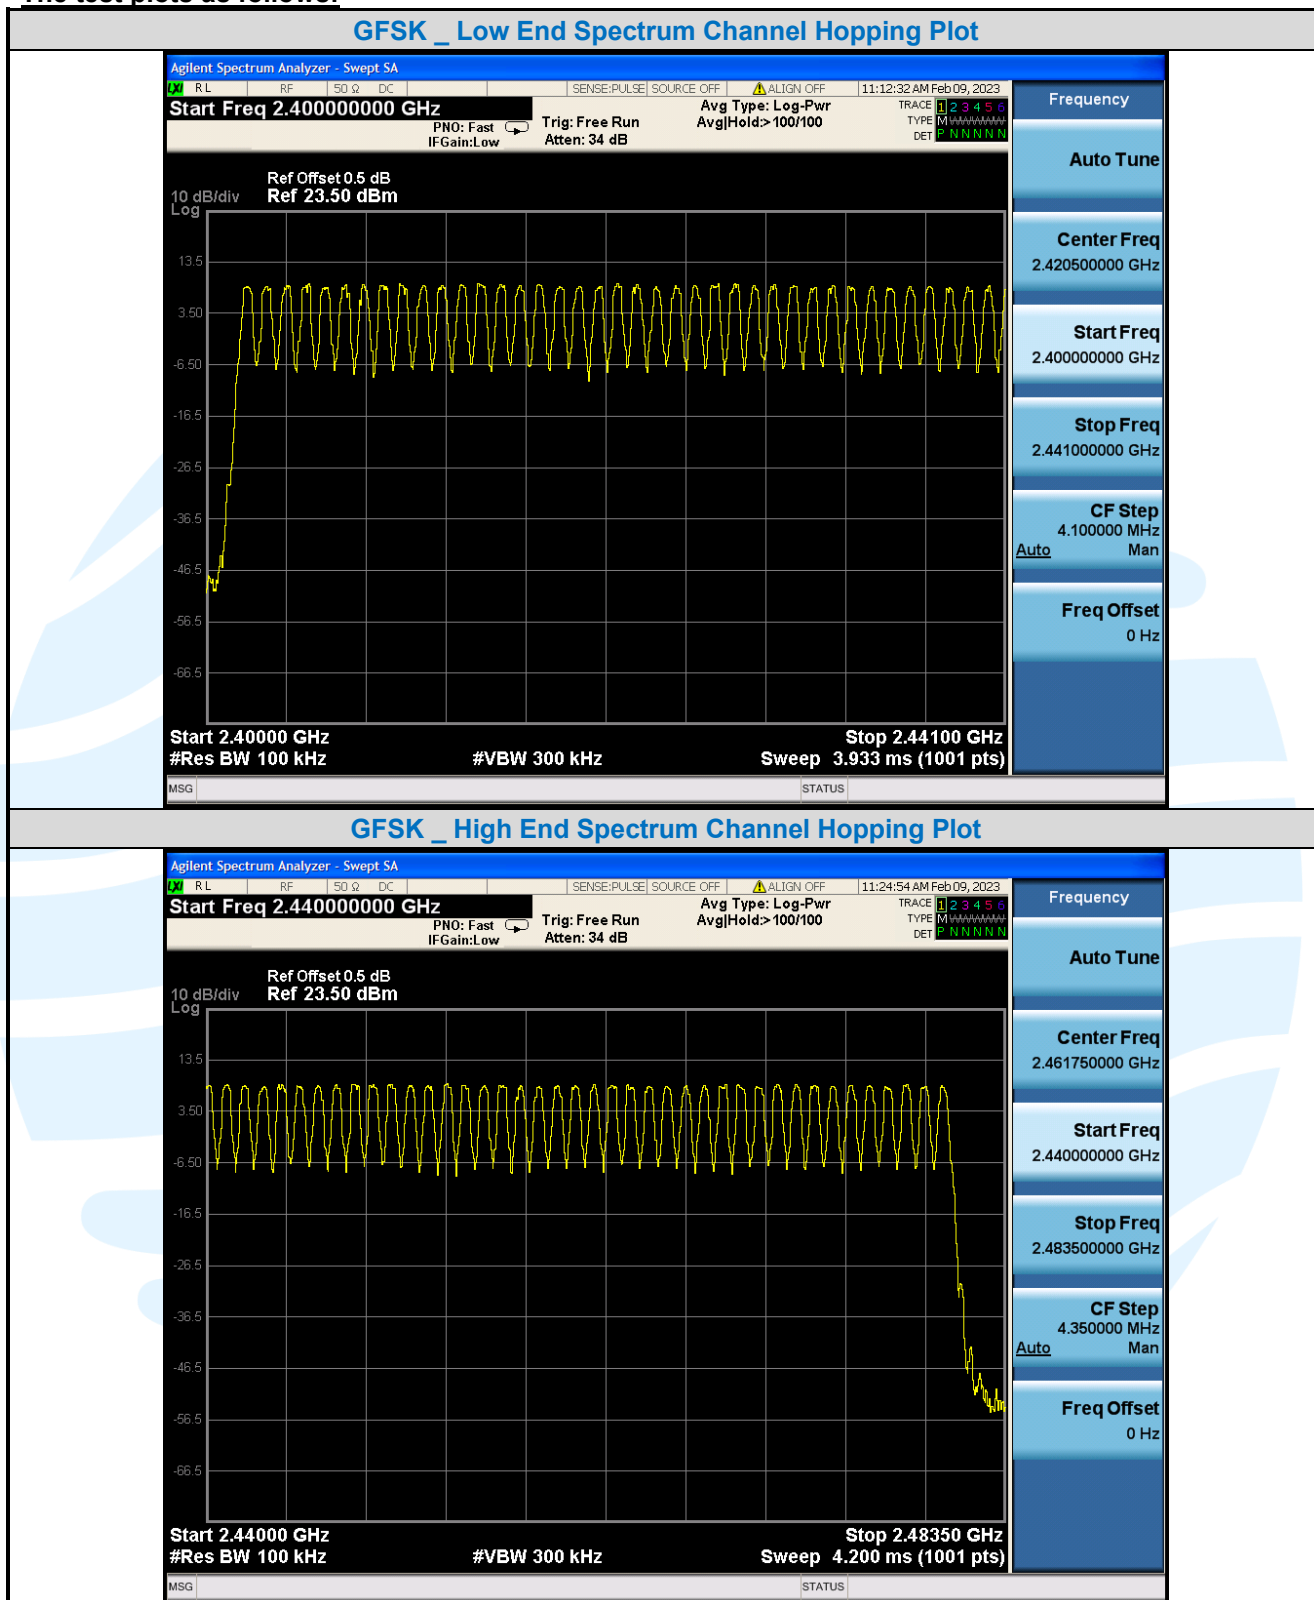 The test plots as follows:
GFSK _ Low End Spectrum Channel Hopping Plot
Agilent Spectrum Analyzer - Swept SA
LXI RL RF 50 Ω DC SENSE:PULSE SOURCE OFF ALIGN OFF 11:12:32 AM Feb 09, 2023
Start Freq 2.400000000 GHz
PNO: Fast
IFGain:Low
Trig: Free Run
Atten: 34 dB
Avg Type: Log-Pwr
Avg|Hold:> 100/100
TRACE 1 2 3 4 5 6
TYPE M
DET P N N N N N
Ref Offset 0.5 dB
10 dB/div Ref 23.50 dBm
Log
13.5
3.50
-6.50
-16.5
-26.5
-36.5
-46.5
-56.5
-66.5
Start 2.40000 GHz Stop 2.44100 GHz
#Res BW 100 kHz #VBW 300 kHz Sweep 3.933 ms (1001 pts)
MSG STATUS
Frequency
Auto Tune
Center Freq
2.420500000 GHz
Start Freq
2.400000000 GHz
Stop Freq
2.441000000 GHz
CF Step
4.100000 MHz
Auto Man
Freq Offset
0 Hz
GFSK _ High End Spectrum Channel Hopping Plot
Agilent Spectrum Analyzer - Swept SA
LXI RL RF 50 Ω DC SENSE:PULSE SOURCE OFF ALIGN OFF 11:24:54 AM Feb 09, 2023
Start Freq 2.440000000 GHz
PNO: Fast
IFGain:Low
Trig: Free Run
Atten: 34 dB
Avg Type: Log-Pwr
Avg|Hold:> 100/100
TRACE 1 2 3 4 5 6
TYPE M
DET P N N N N N
Ref Offset 0.5 dB
10 dB/div Ref 23.50 dBm
Log
13.5
3.50
-6.50
-16.5
-26.5
-36.5
-46.5
-56.5
-66.5
Start 2.44000 GHz Stop 2.48350 GHz
#Res BW 100 kHz #VBW 300 kHz Sweep 4.200 ms (1001 pts)
MSG STATUS
Frequency
Auto Tune
Center Freq
2.461750000 GHz
Start Freq
2.440000000 GHz
Stop Freq
2.483500000 GHz
CF Step
4.350000 MHz
Auto Man
Freq Offset
0 Hz